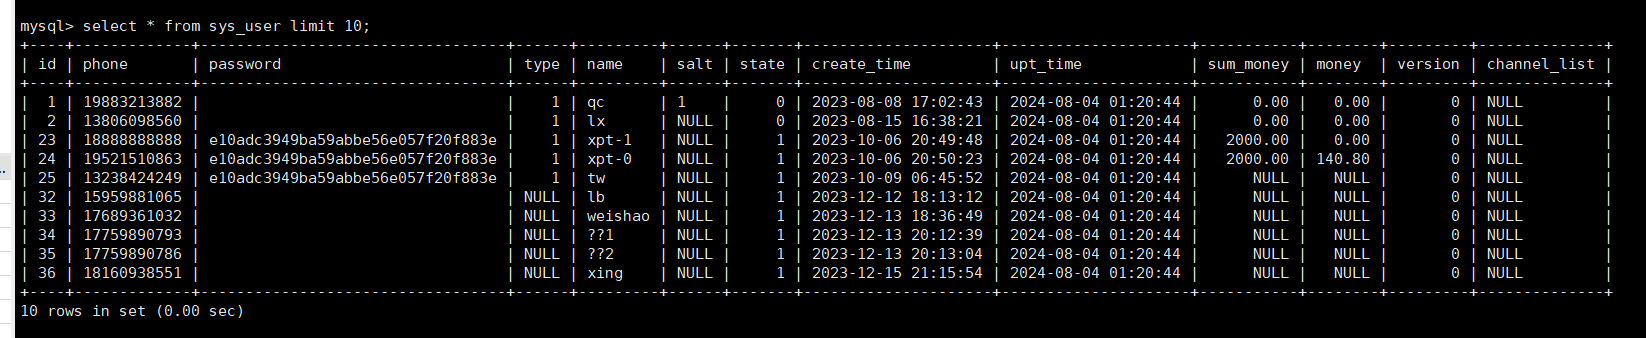 mysql> select * from sys_user limit 10;
+----+-------------+----------------------------------+------+---------+------+-------+---------------------+---------------------+-----------+--------+---------+--------------+
| id | phone       | password                         | type | name    | salt | state | create_time         | upt_time            | sum_money | money  | version | channel_list |
+----+-------------+----------------------------------+------+---------+------+-------+---------------------+---------------------+-----------+--------+---------+--------------+
|  1 | 19883213882 |                                  |    1 | qc      | 1    |     0 | 2023-08-08 17:02:43 | 2024-08-04 01:20:44 |      0.00 |   0.00 |       0 | NULL         |
|  2 | 13806098560 |                                  |    1 | lx      | NULL |     0 | 2023-08-15 16:38:21 | 2024-08-04 01:20:44 |      0.00 |   0.00 |       0 | NULL         |
| 23 | 18888888888 | e10adc3949ba59abbe56e057f20f883e |    1 | xpt-1   | NULL |     1 | 2023-10-06 20:49:48 | 2024-08-04 01:20:44 |   2000.00 |   0.00 |       0 | NULL         |
| 24 | 19521510863 | e10adc3949ba59abbe56e057f20f883e |    1 | xpt-0   | NULL |     1 | 2023-10-06 20:50:23 | 2024-08-04 01:20:44 |   2000.00 | 140.80 |       0 | NULL         |
| 25 | 13238424249 | e10adc3949ba59abbe56e057f20f883e |    1 | tw      | NULL |     1 | 2023-10-09 06:45:52 | 2024-08-04 01:20:44 |      NULL |   NULL |       0 | NULL         |
| 32 | 15959881065 |                                  | NULL | lb      | NULL |     1 | 2023-12-12 18:13:12 | 2024-08-04 01:20:44 |      NULL |   NULL |       0 | NULL         |
| 33 | 17689361032 |                                  | NULL | weishao | NULL |     1 | 2023-12-13 18:36:49 | 2024-08-04 01:20:44 |      NULL |   NULL |       0 | NULL         |
| 34 | 17759890793 |                                  | NULL | ??1     | NULL |     1 | 2023-12-13 20:12:39 | 2024-08-04 01:20:44 |      NULL |   NULL |       0 | NULL         |
| 35 | 17759890786 |                                  | NULL | ??2     | NULL |     1 | 2023-12-13 20:13:04 | 2024-08-04 01:20:44 |      NULL |   NULL |       0 | NULL         |
| 36 | 18160938551 |                                  | NULL | xing    | NULL |     1 | 2023-12-15 21:15:54 | 2024-08-04 01:20:44 |      NULL |   NULL |       0 | NULL         |
+----+-------------+----------------------------------+------+---------+------+-------+---------------------+---------------------+-----------+--------+---------+--------------+
10 rows in set (0.00 sec)